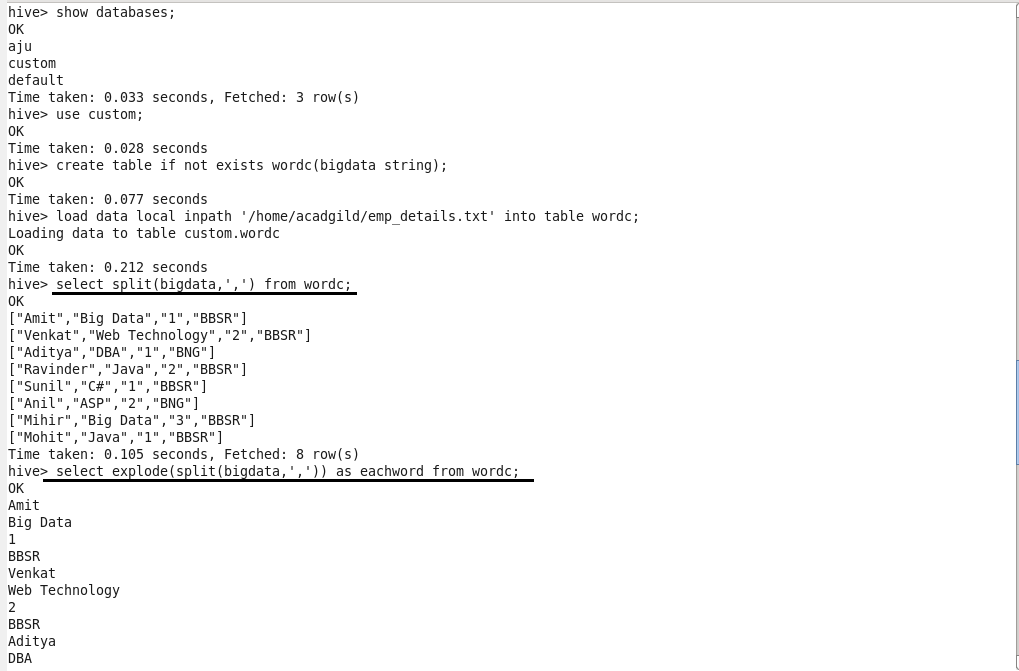 hive> show databases;
OK
aju
custom
default
Time taken: 0.033 seconds, Fetched: 3 row(s)
hive> use custom;
OK
Time taken: 0.028 seconds
hive> create table if not exists wordc(bigdata string);
OK
Time taken: 0.077 seconds
hive> load data local inpath '/home/acadgild/emp_details.txt' into table wordc;
Loading data to table custom.wordc
OK
Time taken: 0.212 seconds
hive> select split(bigdata,',') from wordc;
OK
["Amit","Big Data","1","BBSR"]
["Venkat","Web Technology","2","BBSR"]
["Aditya","DBA","1","BNG"]
["Ravinder","Java","2","BBSR"]
["Sunil","C#","1","BBSR"]
["Anil","ASP","2","BNG"]
["Mihir","Big Data","3","BBSR"]
["Mohit","Java","1","BBSR"]
Time taken: 0.105 seconds, Fetched: 8 row(s)
hive> select explode(split(bigdata,',')) as eachword from wordc;
OK
Amit
Big Data
1
BBSR
Venkat
Web Technology
2
BBSR
Aditya
DBA